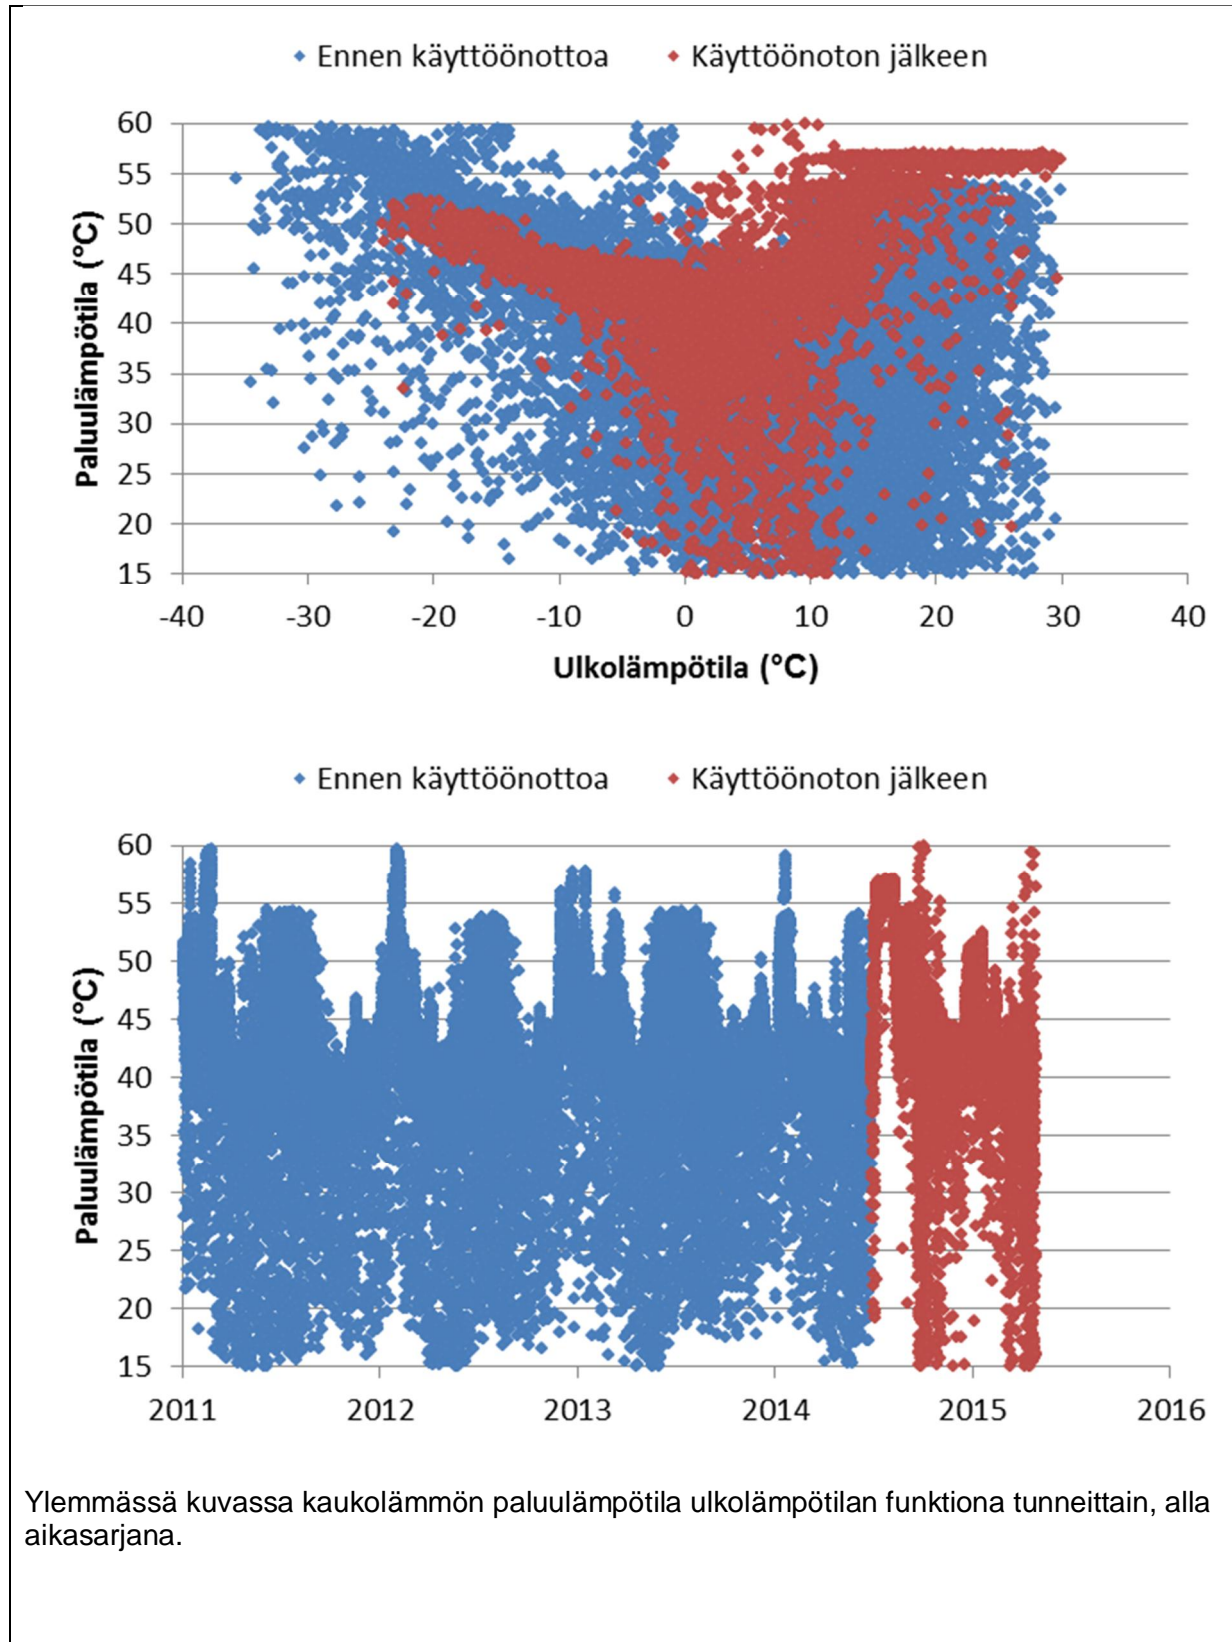 Ennen käyttöönottoa Käyttöönoton jälkeen
60
55
50
45
40
35
30
25
20
15
Paluulämpötila (°C)
-40 -30 -20 -10 0 10 20 30 40
Ulkolämpötila (°C)
Ennen käyttöönottoa Käyttöönoton jälkeen
60
55
50
45
40
35
30
25
20
15
Paluulämpötila (°C)
2011 2012 2013 2014 2015 2016
Ylemmässä kuvassa kaukolämmön paluulämpötila ulkolämpötilan funktiona tunneittain, alla
aikasarjana.